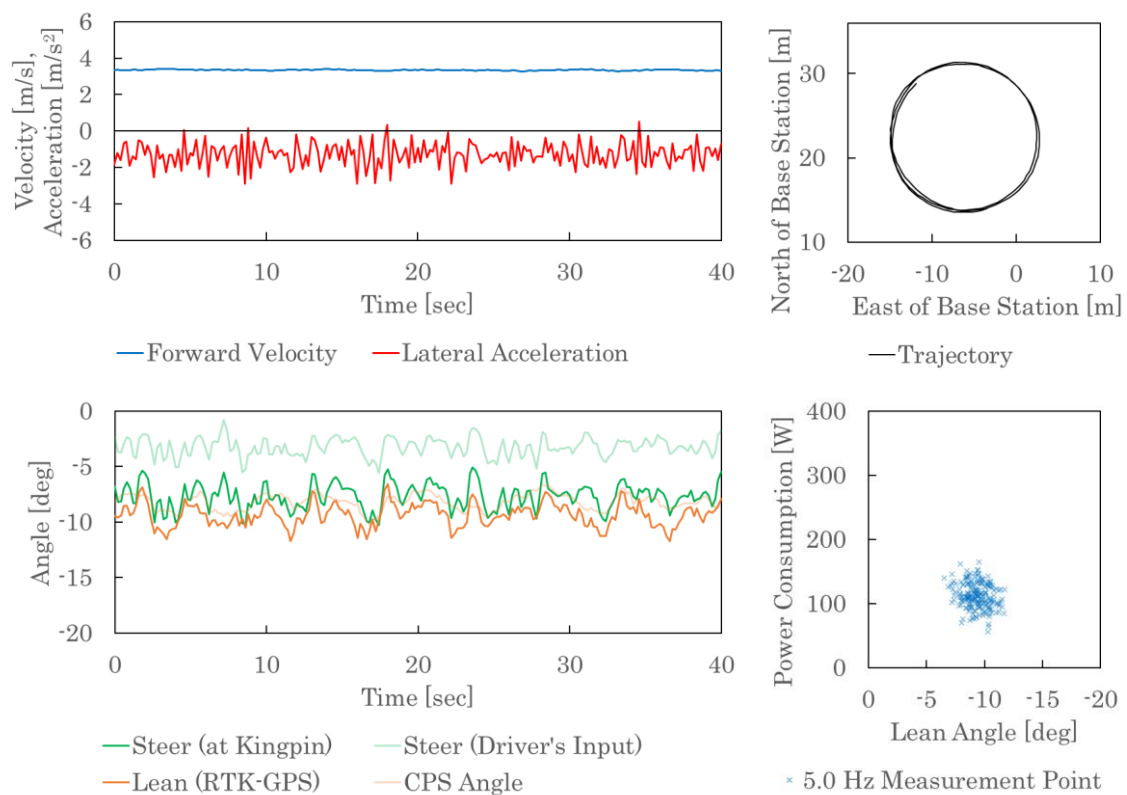 Velocity [m/s],
Acceleration [m/s²]
6
4
2
0
-2
-4
-6
0 10 20 30 40
Time [sec]
Forward Velocity Lateral Acceleration
North of Base Station [m]
30
20
10
-20 -10 0 10
East of Base Station [m]
Trajectory
Angle [deg]
0
-5
-10
-15
-20
0 10 20 30 40
Time [sec]
Steer (at Kingpin) Steer (Driver's Input)
Lean (RTK-GPS) CPS Angle
Power Consumption [W]
400
300
200
100
0
0 -5 -10 -15 -20
Lean Angle [deg]
× 5.0 Hz Measurement Point